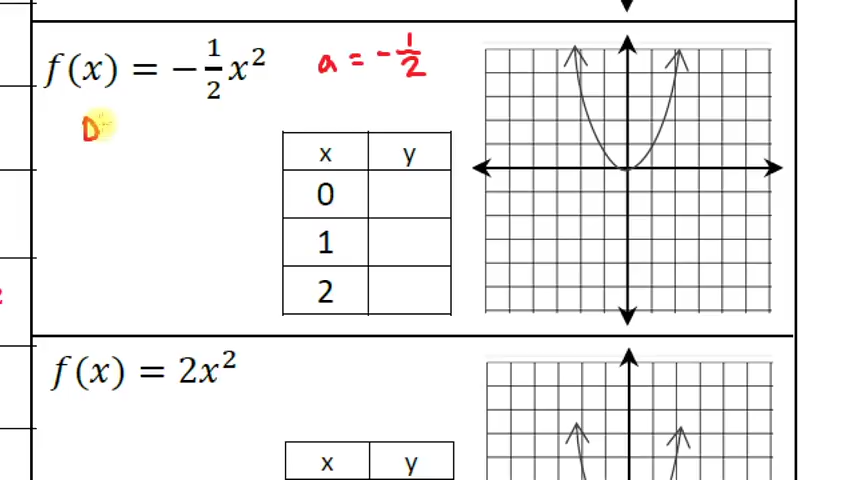 f(x) = −1/2 x² a = -1/2
D
x y
0
1
2
f(x) = 2x²
x y